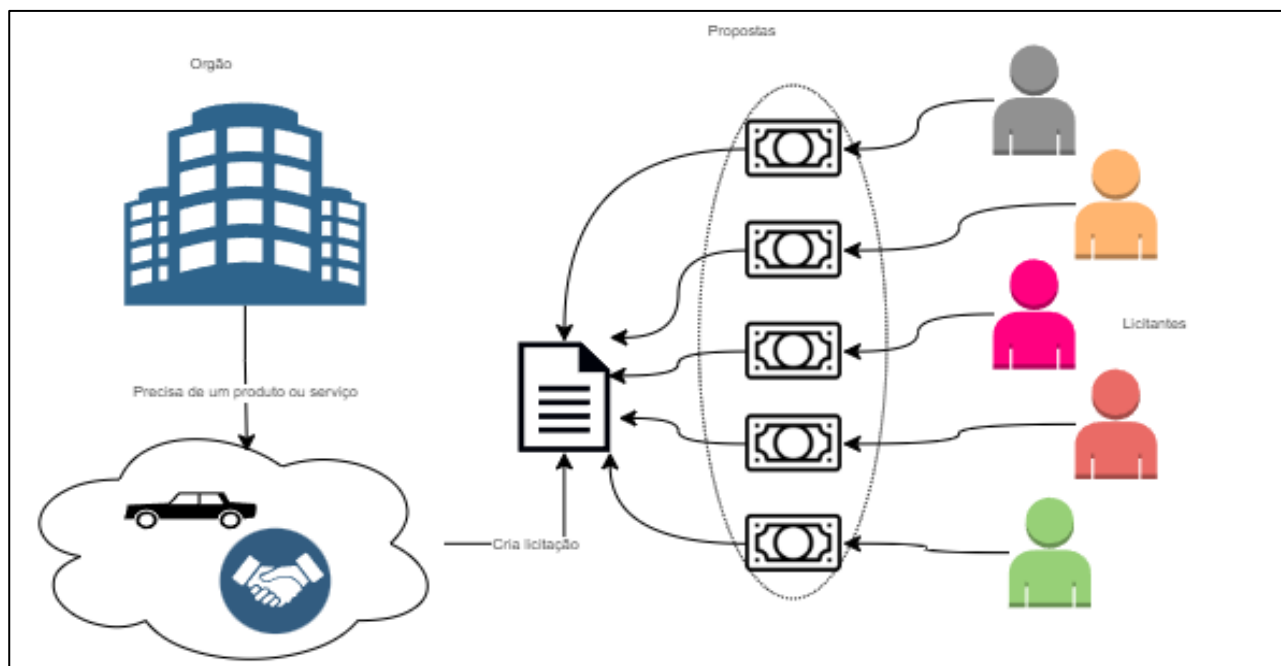 Propostas
Orgão
Licitantes
Precisa de um produto ou serviço
Cria licitação